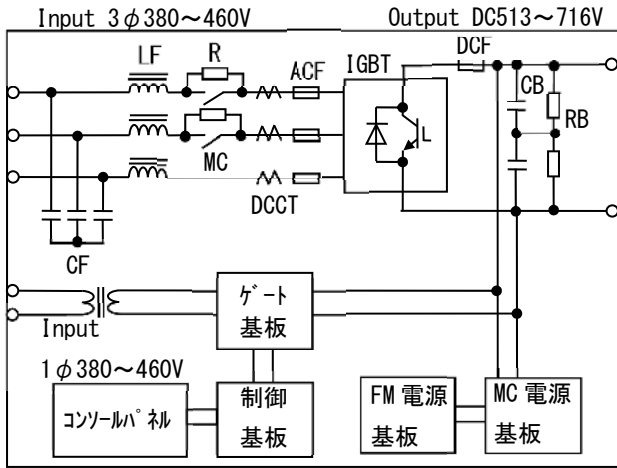 Input 3φ380～460V
Output DC513～716V
DCF
LF
R
ACF
IGBT
CB
RB
L
MC
DCCT
CF
Input
ｹﾞｰﾄ
基板
1φ380～460V
ｺﾝｿｰﾙﾊﾟﾈﾙ
制御
基板
FM 電源
基板
MC 電源
基板